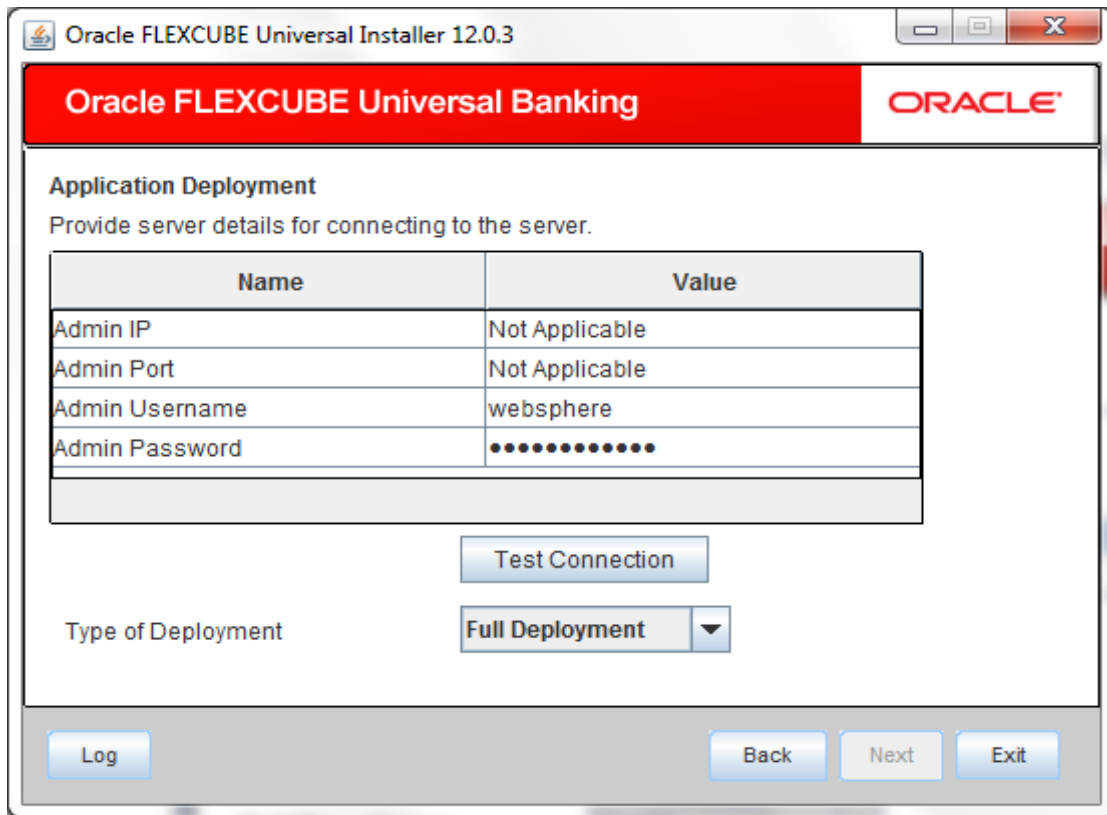 Oracle FLEXCUBE Universal Installer 12.0.3
Oracle FLEXCUBE Universal Banking
ORACLE
Application Deployment
Provide server details for connecting to the server.
Name Value
Admin IP Not Applicable
Admin Port Not Applicable
Admin Username websphere
Admin Password ••••••••••••
Test Connection
Type of Deployment Full Deployment
Log Back Next Exit